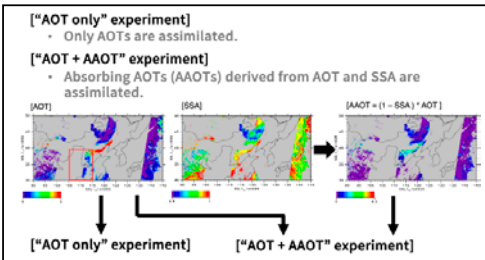 ["AOT only" experiment]
• Only AOTs are assimilated.
["AOT + AAOT" experiment]
• Absorbing AOTs (AAOTs) derived from AOT and SSA are
assimilated.
[AOT] [SSA] [AAOT = (1 – SSA ) * AOT ]
["AOT only" experiment] ["AOT + AAOT" experiment]